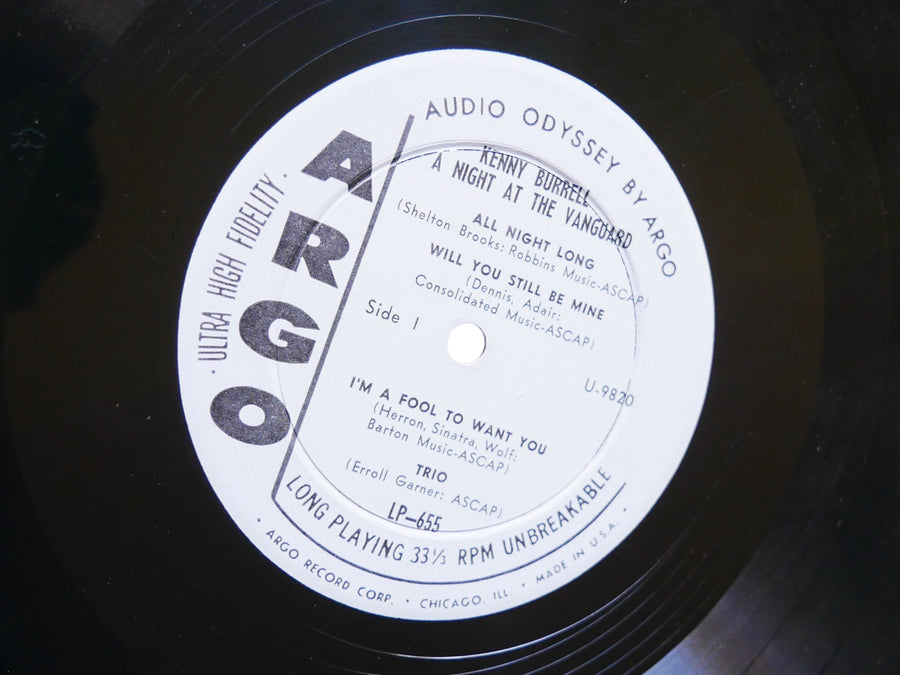 AUDIO ODYSSEY BY ARGO
· ULTRA HIGH FIDELITY ·
ARGO
KENNY BURRELL
A NIGHT AT THE VANGUARD
ALL NIGHT LONG
(Shelton Brooks: Robbins Music-ASCAP)
WILL YOU STILL BE MINE
(Dennis, Adair:
Consolidated Music-ASCAP)
Side 1
U-9820
I'M A FOOL TO WANT YOU
(Herron, Sinatra, Wolf:
Barton Music-ASCAP)
TRIO
(Erroll Garner: ASCAP)
LP-655
LONG PLAYING 33⅓ RPM UNBREAKABLE
· ARGO RECORD CORP. · CHICAGO, ILL. · MADE IN U.S.A. ·